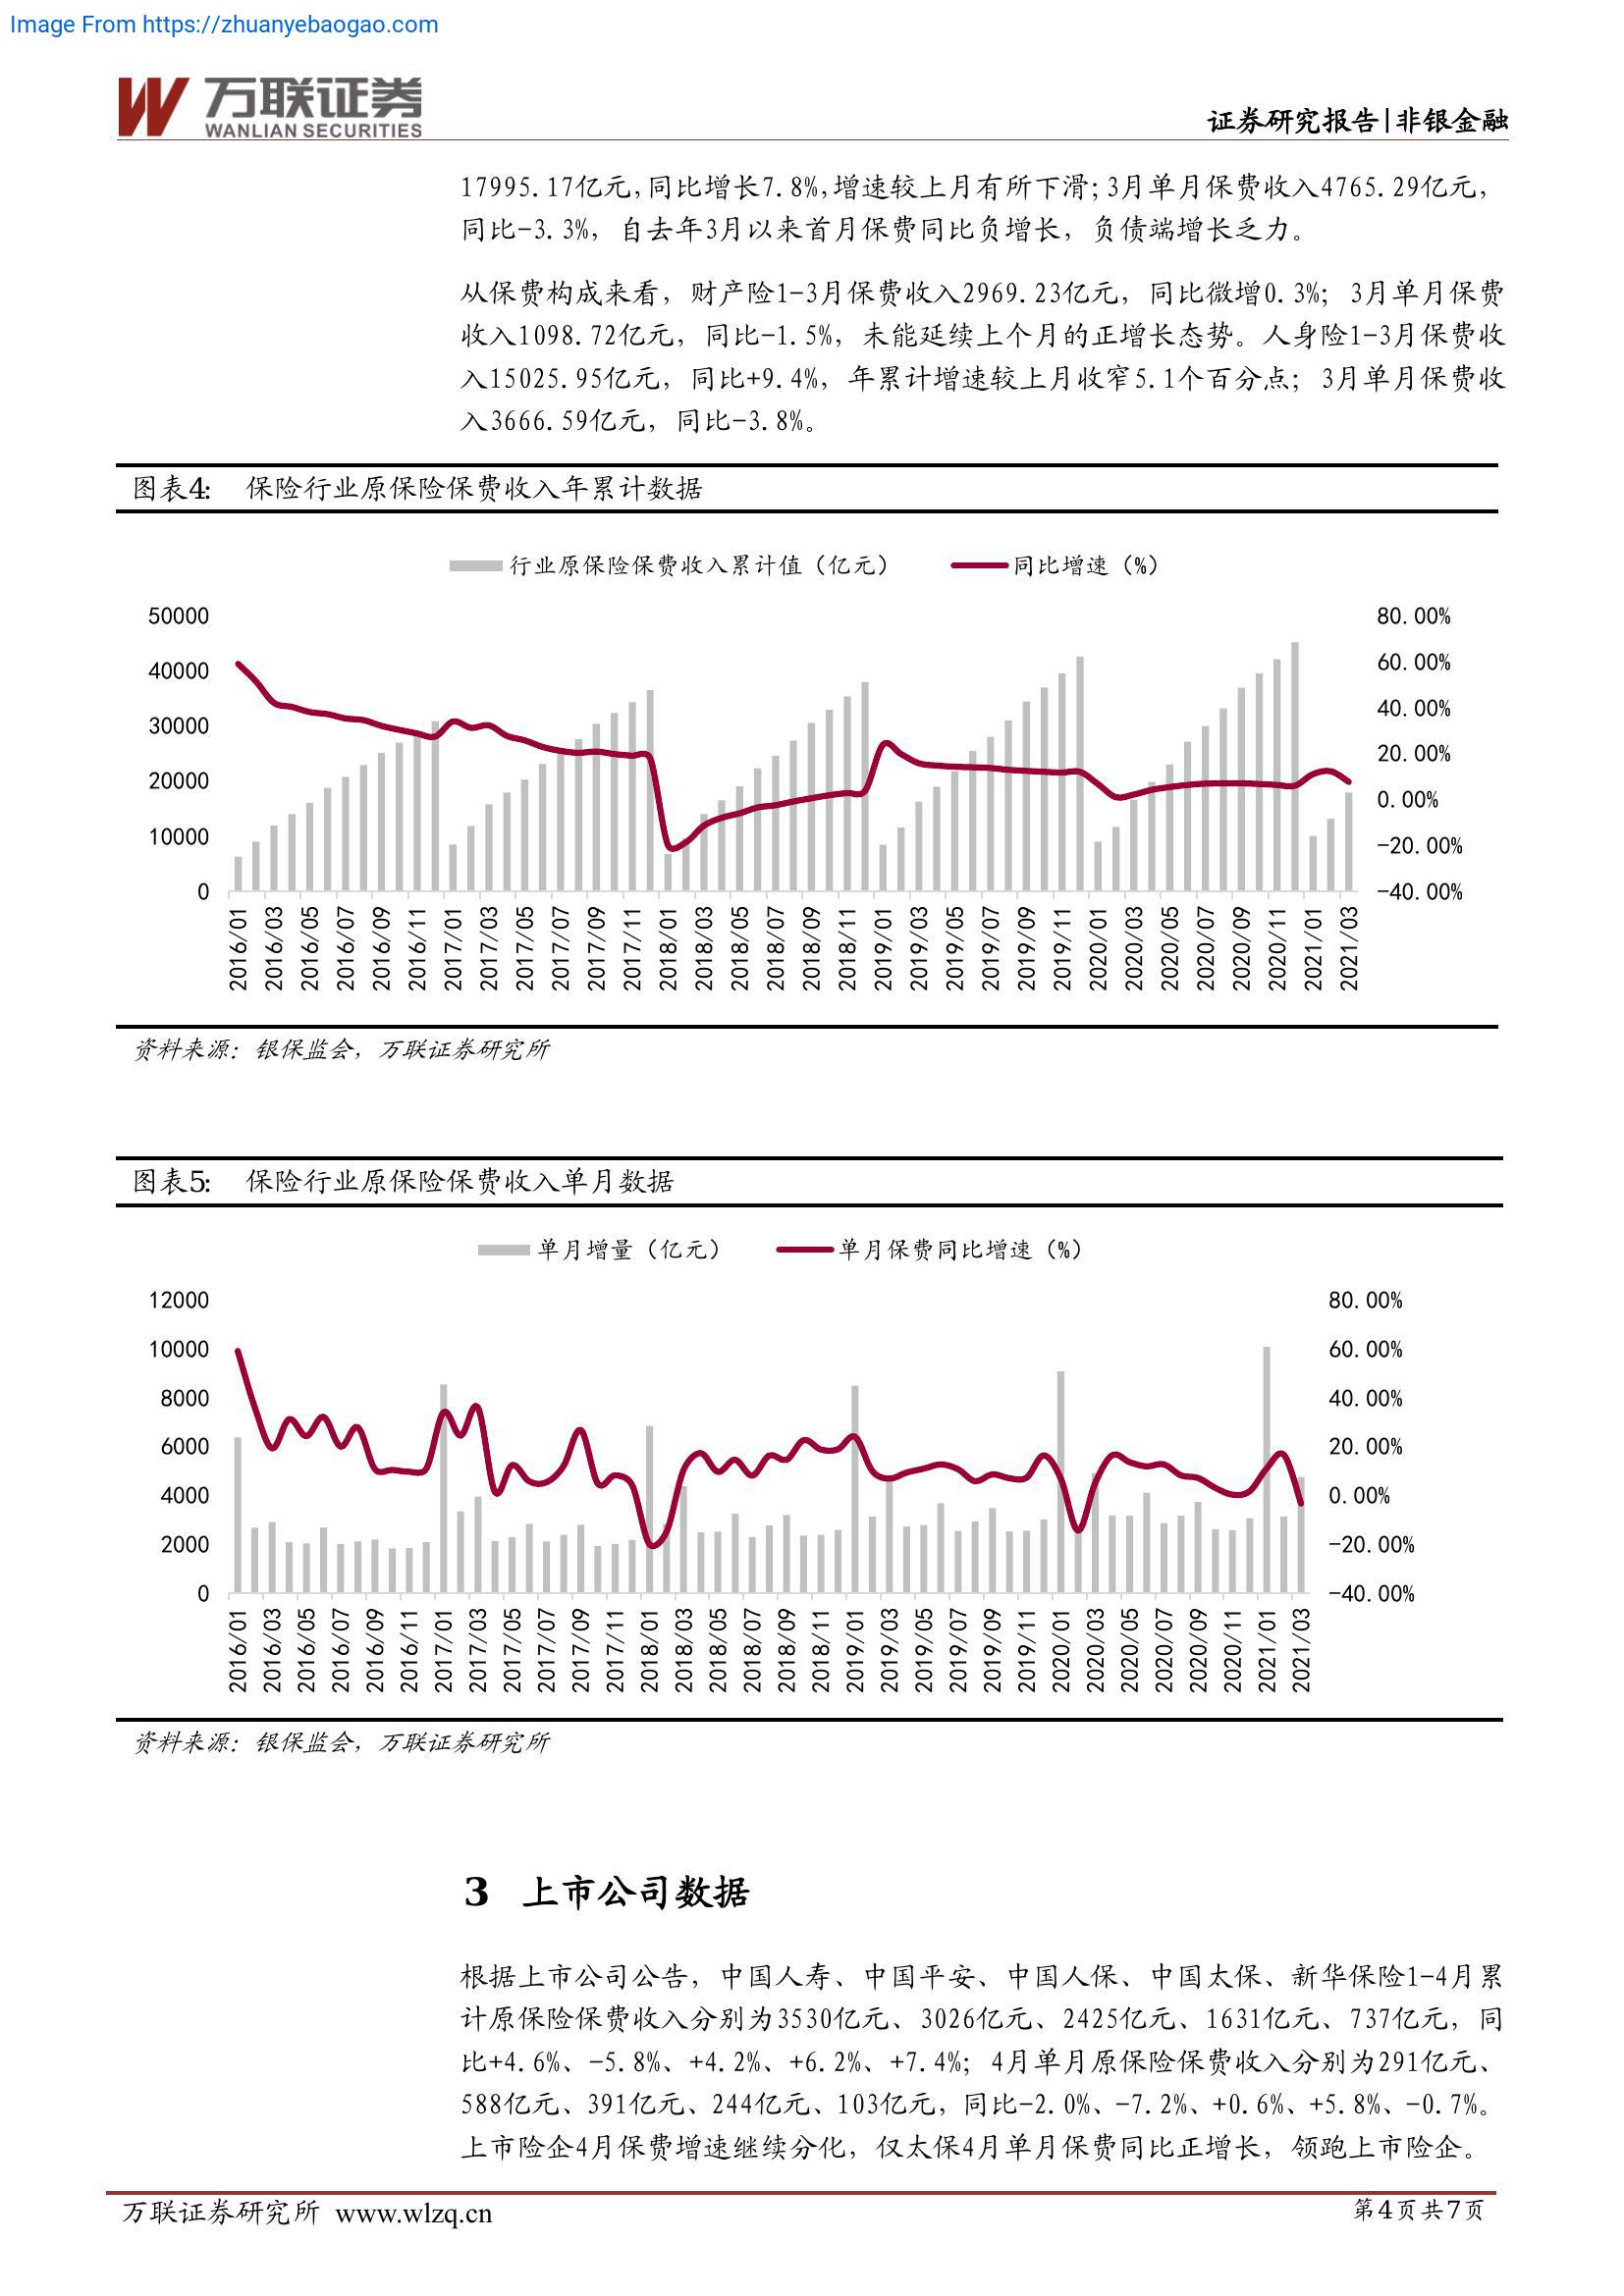 Image From https://zhuanyebaogao.com
万联证券
WANLIAN SECURITIES
证券研究报告|非银金融
17995.17亿元,同比增长7.8%,增速较上月有所下滑;3月单月保费收入4765.29亿元,
同比-3.3%, 自去年3月以来首月保费同比负增长, 负债端增长乏力。
从保费构成来看, 财产险1-3月保费收入2969.23亿元, 同比微增0.3%; 3月单月保费
收入1098.72亿元, 同比-1.5%, 未能延续上个月的正增长态势。人身险1-3月保费收
入15025.95亿元, 同比+9.4%, 年累计增速较上月收窄5.1个百分点; 3月单月保费收
入3666.59亿元, 同比-3.8%。
图表4: 保险行业原保险保费收入年累计数据
行业原保险保费收入累计值（亿元） 同比增速（%）
50000
40000
30000
20000
10000
0
80.00%
60.00%
40.00%
20.00%
0.00%
-20.00%
-40.00%
2016/01 2016/03 2016/05 2016/07 2016/09 2016/11 2017/01 2017/03 2017/05 2017/07 2017/09 2017/11 2018/01 2018/03 2018/05 2018/07 2018/09 2018/11 2019/01 2019/03 2019/05 2019/07 2019/09 2019/11 2020/01 2020/03 2020/05 2020/07 2020/09 2020/11 2021/01 2021/03
资料来源: 银保监会, 万联证券研究所
图表5: 保险行业原保险保费收入单月数据
单月增量（亿元） 单月保费同比增速（%）
12000
10000
8000
6000
4000
2000
0
80.00%
60.00%
40.00%
20.00%
0.00%
-20.00%
-40.00%
2016/01 2016/03 2016/05 2016/07 2016/09 2016/11 2017/01 2017/03 2017/05 2017/07 2017/09 2017/11 2018/01 2018/03 2018/05 2018/07 2018/09 2018/11 2019/01 2019/03 2019/05 2019/07 2019/09 2019/11 2020/01 2020/03 2020/05 2020/07 2020/09 2020/11 2021/01 2021/03
资料来源: 银保监会, 万联证券研究所
3 上市公司数据
根据上市公司公告, 中国人寿、中国平安、中国人保、中国太保、新华保险1-4月累
计原保险保费收入分别为3530亿元、3026亿元、2425亿元、1631亿元、737亿元, 同
比+4.6%、-5.8%、+4.2%、+6.2%、+7.4%; 4月单月原保险保费收入分别为291亿元、
588亿元、391亿元、244亿元、103亿元, 同比-2.0%、-7.2%、+0.6%、+5.8%、-0.7%。
上市险企4月保费增速继续分化, 仅太保4月单月保费同比正增长, 领跑上市险企。
万联证券研究所 www.wlzq.cn
第4页共7页